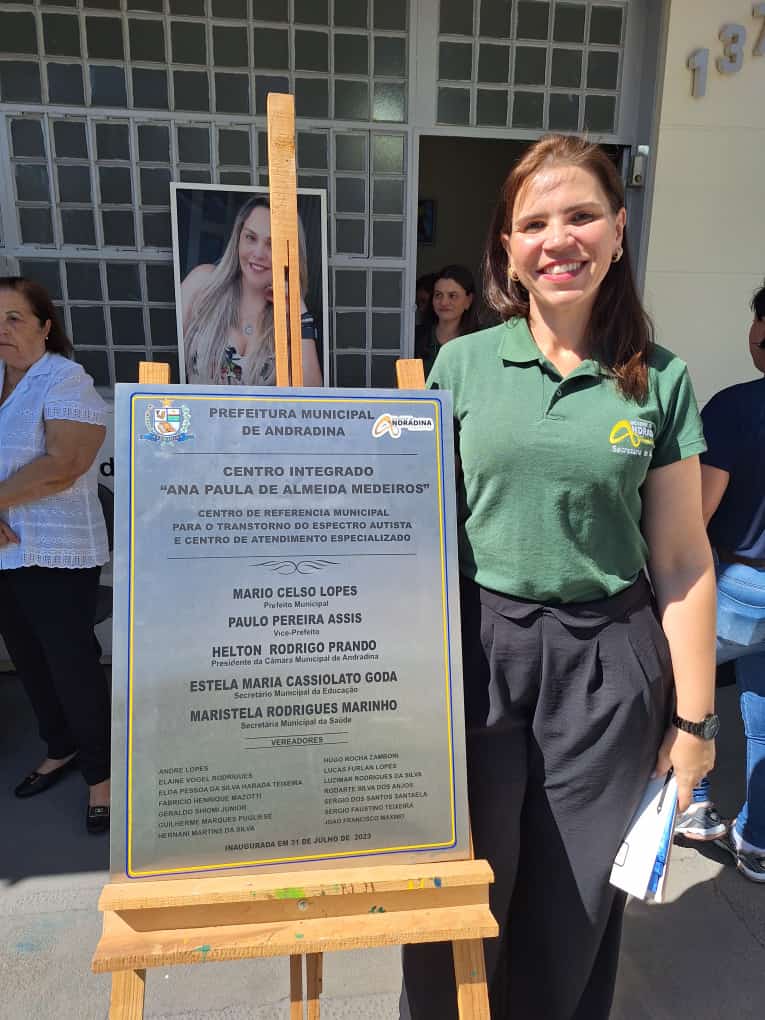 137
PREFEITURA MUNICIPAL
DE ANDRADINA
ANDRADINA
CENTRO INTEGRADO
“ANA PAULA DE ALMEIDA MEDEIROS”
CENTRO DE REFERENCIA MUNICIPAL
PARA O TRANSTORNO DO ESPECTRO AUTISTA
E CENTRO DE ATENDIMENTO ESPECIALIZADO
MARIO CELSO LOPES
Prefeito Municipal
PAULO PEREIRA ASSIS
Vice-Prefeito
HELTON RODRIGO PRANDO
Presidente da Câmara Municipal de Andradina
ESTELA MARIA CASSIOLATO GODA
Secretário Municipal da Educação
MARISTELA RODRIGUES MARINHO
Secretária Municipal da Saúde
VEREADORES
ANDRE LOPES
ELAINE VOGEL RODRIGUES
ELDA PESSOA DA SILVA HARADA TEIXEIRA
FABRICIO HENRIQUE MAZOTTI
GERALDO SHIOMI JUNIOR
GUILHERME MARQUES PUGLIESE
HERNANI MARTINS DA SILVA
HUGO ROCHA ZAMBONI
LUCAS FURLAN LOPES
LUZIMAR RODRIGUES DA SILVA
RODARTE SILVA DOS ANJOS
SERGIO DOS SANTOS SANTAELA
SERGIO FAUSTINO TEIXEIRA
JOAO FRANCISCO MAXIMO
INAUGURADA EM 31 DE JULHO DE 2023
ANDRADINA
Secretaria